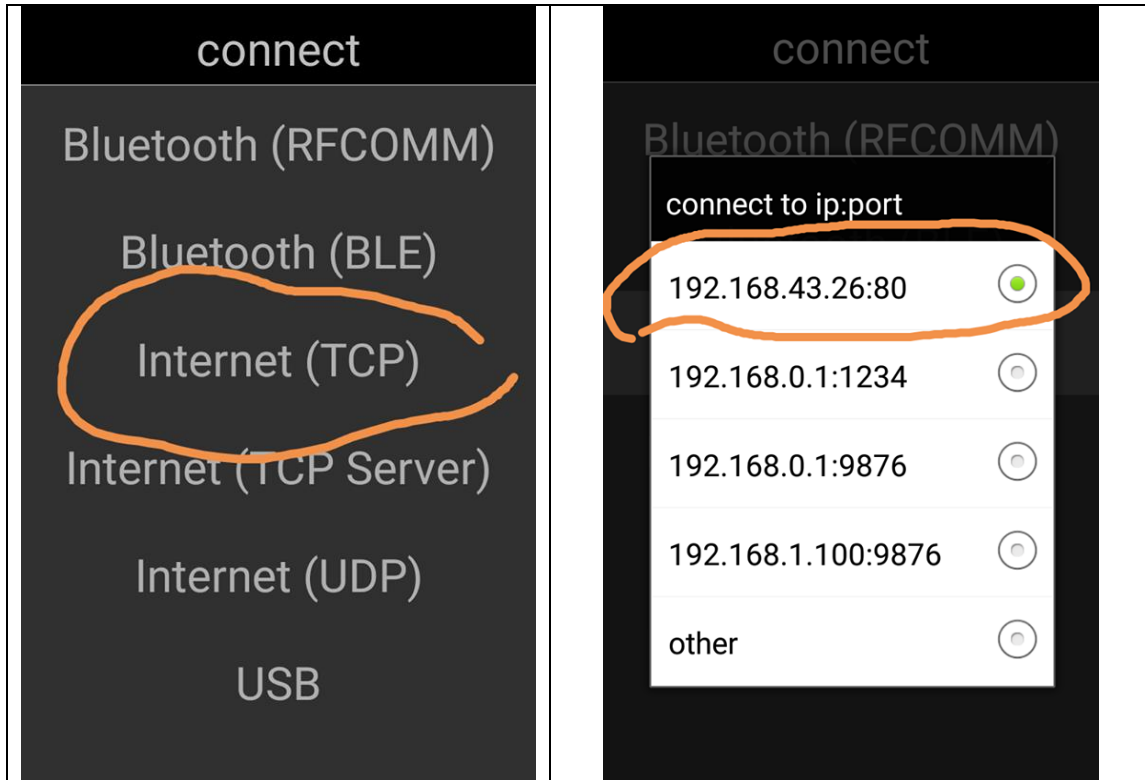 connect
Bluetooth (RFCOMM)
Bluetooth (BLE)
Internet (TCP)
Internet (TCP Server)
Internet (UDP)
USB
connect
Bluetooth (RFCOMM)
connect to ip:port
192.168.43.26:80
192.168.0.1:1234
192.168.0.1:9876
192.168.1.100:9876
other